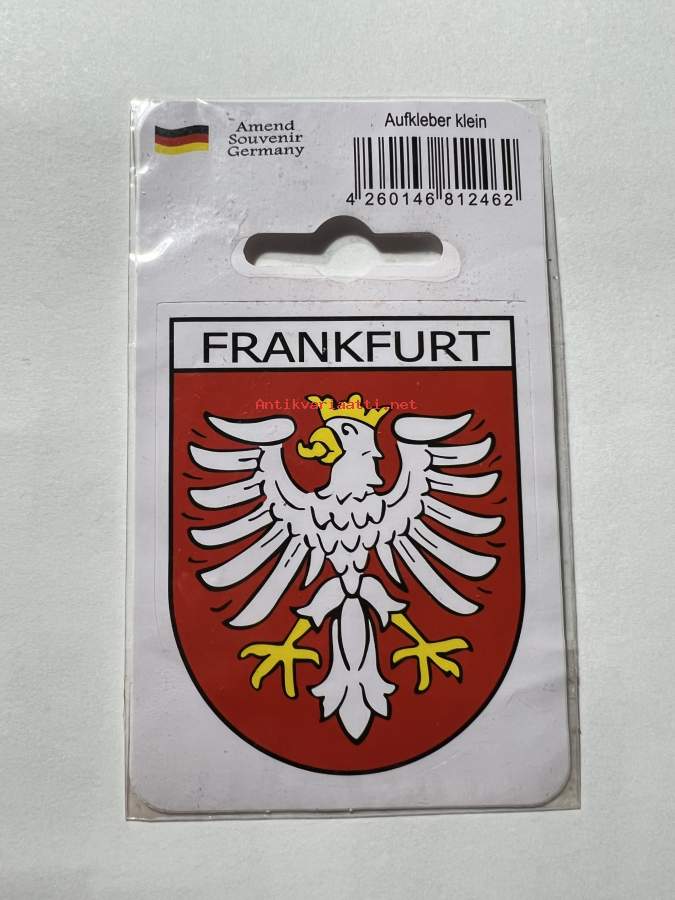 Amend
Souvenir
Germany
Aufkleber klein
4 260146 812462
FRANKFURT
Antikvariaatti.net